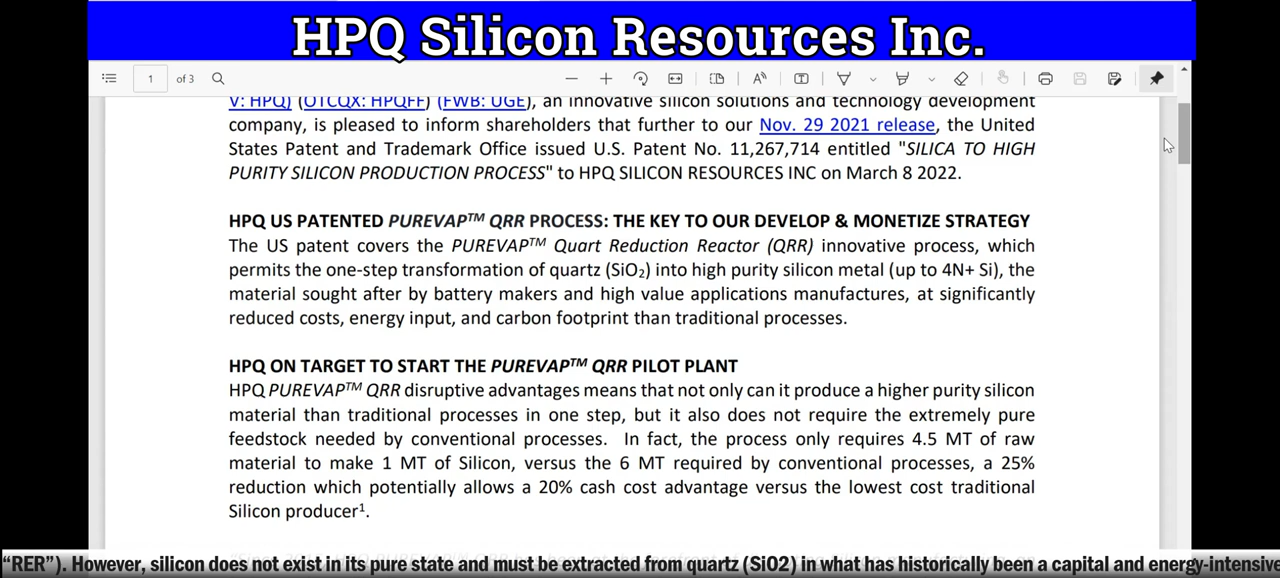 HPQ Silicon Resources Inc.
1 of 3
V: HPQ) (OTCQX: HPQFF) (FWB: UGE), an innovative silicon solutions and technology development
company, is pleased to inform shareholders that further to our Nov. 29 2021 release, the United
States Patent and Trademark Office issued U.S. Patent No. 11,267,714 entitled "SILICA TO HIGH
PURITY SILICON PRODUCTION PROCESS" to HPQ SILICON RESOURCES INC on March 8 2022.
HPQ US PATENTED PUREVAP™ QRR PROCESS: THE KEY TO OUR DEVELOP & MONETIZE STRATEGY
The US patent covers the PUREVAP™ Quart Reduction Reactor (QRR) innovative process, which
permits the one-step transformation of quartz (SiO₂) into high purity silicon metal (up to 4N+ Si), the
material sought after by battery makers and high value applications manufactures, at significantly
reduced costs, energy input, and carbon footprint than traditional processes.
HPQ ON TARGET TO START THE PUREVAP™ QRR PILOT PLANT
HPQ PUREVAP™ QRR disruptive advantages means that not only can it produce a higher purity silicon
material than traditional processes in one step, but it also does not require the extremely pure
feedstock needed by conventional processes. In fact, the process only requires 4.5 MT of raw
material to make 1 MT of Silicon, versus the 6 MT required by conventional processes, a 25%
reduction which potentially allows a 20% cash cost advantage versus the lowest cost traditional
Silicon producer¹.
“RER”). However, silicon does not exist in its pure state and must be extracted from quartz (SiO2) in what has historically been a capital and energy-intensive